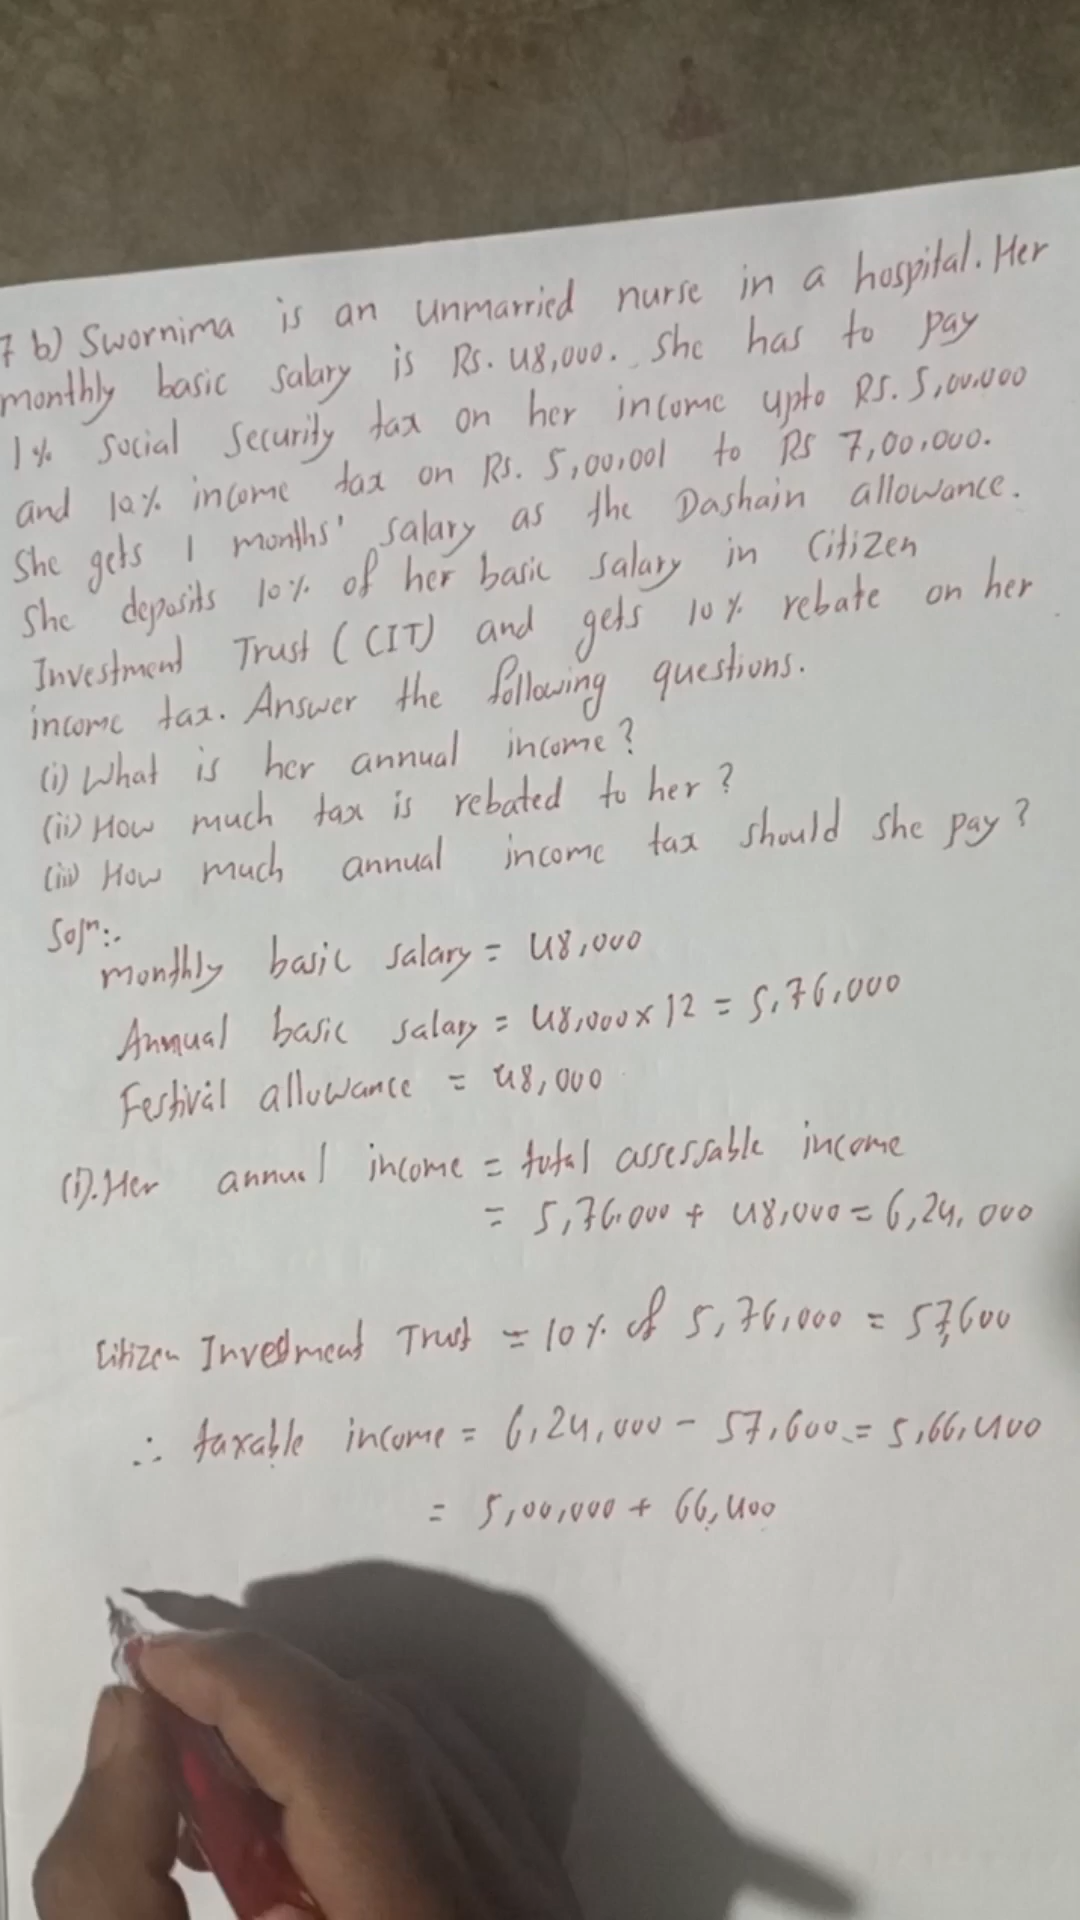 7 b) Swornima is an unmarried nurse in a hospital. Her
monthly basic salary is Rs. 48,000. She has to pay
1% social security tax on her income upto Rs. 5,00,000
and 10% income tax on Rs. 5,00,001 to Rs 7,00,000.
She gets 1 months' salary as the Dashain allowance.
She deposits 10% of her basic salary in Citizen
Investment Trust (CIT) and gets 10% rebate on her
income tax. Answer the following questions.
(i) What is her annual income?
(ii) How much tax is rebated to her?
(iii) How much annual income tax should she pay?
Solⁿ:-
monthly basic salary = 48,000
Annual basic salary = 48,000 x 12 = 5,76,000
Festival allowance = 48,000
(i). Her annual income = total assessable income
= 5,76,000 + 48,000 = 6,24,000
Citizen Investment Trust = 10% of 5,76,000 = 57,600
∴ taxable income = 6,24,000 - 57,600 = 5,66,400
= 5,00,000 + 66,400